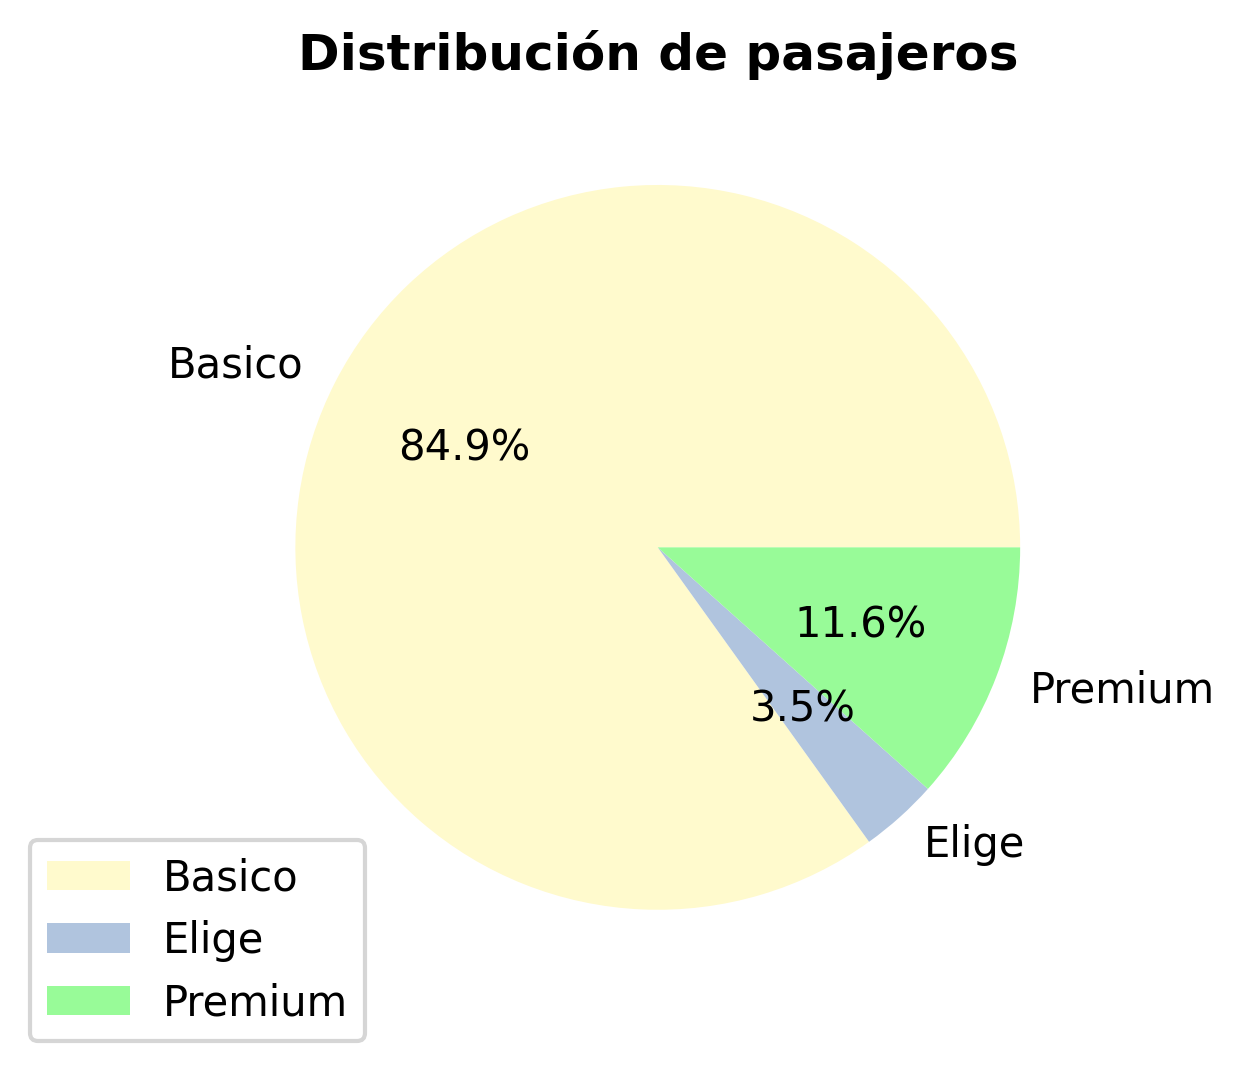 Distribución de pasajeros
Basico
84.9%
11.6%
Premium
3.5%
Elige
Basico
Elige
Premium